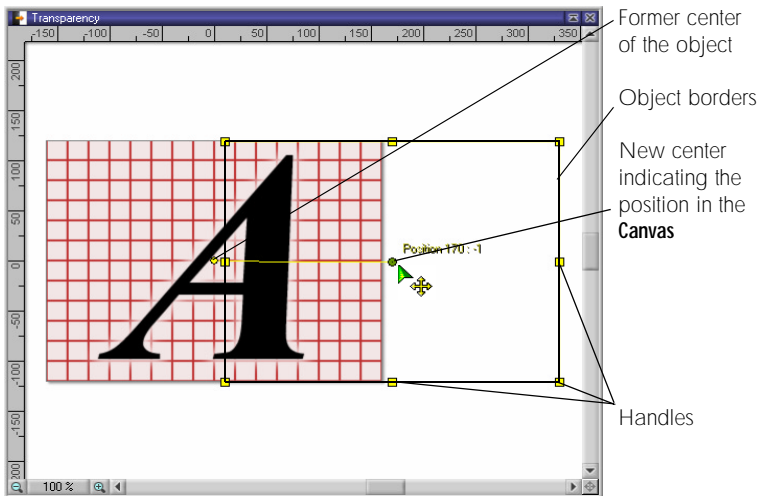 Transparency
-150 -100 -50 0 50 100 150 200 250 300 350
200
150
100
50
0
-50
-100
-150
200
A
Position 170 : -1
100 %
Former center
of the object
Object borders
New center
indicating the
position in the
Canvas
Handles